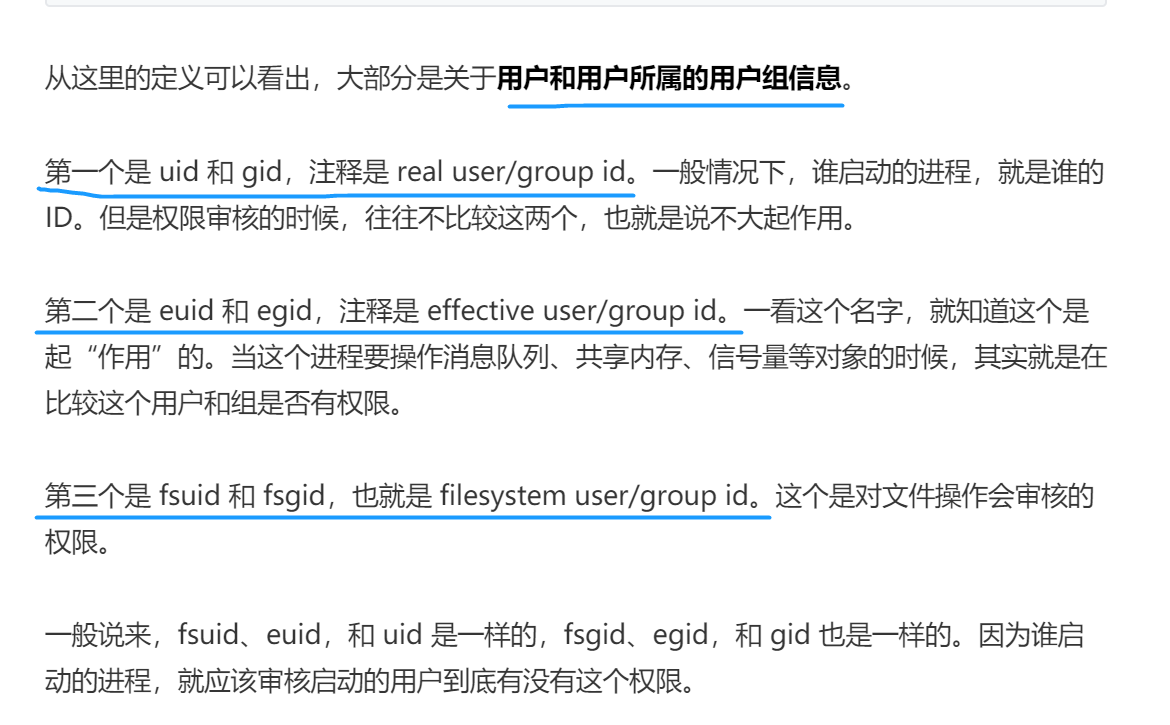 从这里的定义可以看出，大部分是关于用户和用户所属的用户组信息。
第一个是 uid 和 gid，注释是 real user/group id。一般情况下，谁启动的进程，就是谁的
ID。但是权限审核的时候，往往不比较这两个，也就是说不大起作用。
第二个是 euid 和 egid，注释是 effective user/group id。一看这个名字，就知道这个是
起“作用”的。当这个进程要操作消息队列、共享内存、信号量等对象的时候，其实就是在
比较这个用户和组是否有权限。
第三个是 fsuid 和 fsgid，也就是 filesystem user/group id。这个是对文件操作会审核的
权限。
一般说来，fsuid、euid，和 uid 是一样的，fsgid、egid，和 gid 也是一样的。因为谁启
动的进程，就应该审核启动的用户到底有没有这个权限。